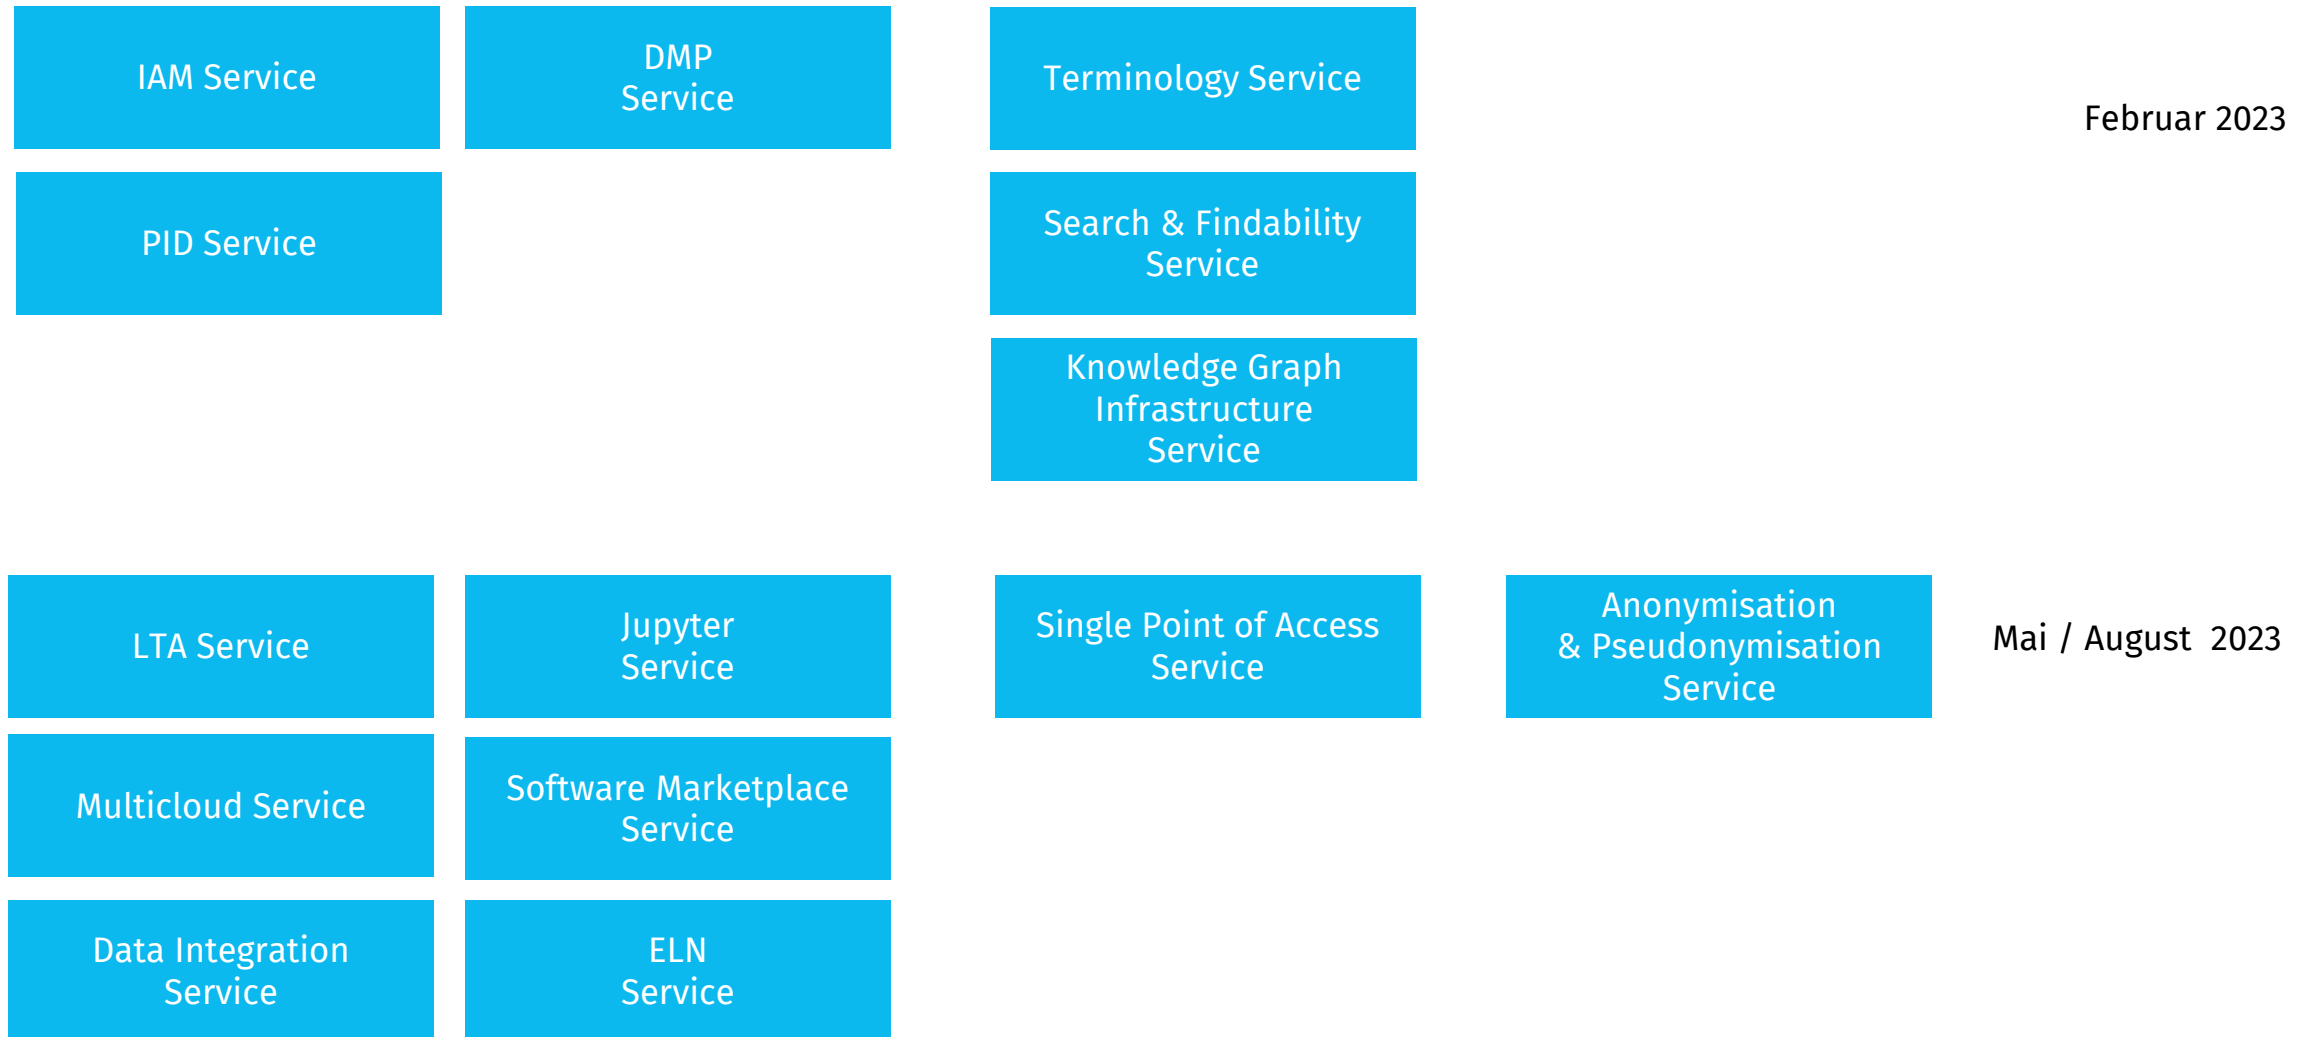 IAM Service
DMP
Service
Terminology Service
Februar 2023
PID Service
Search & Findability
Service
Knowledge Graph
Infrastructure
Service
LTA Service
Jupyter
Service
Single Point of Access
Service
Anonymisation
& Pseudonymisation
Service
Mai / August  2023
Multicloud Service
Software Marketplace
Service
Data Integration
Service
ELN
Service